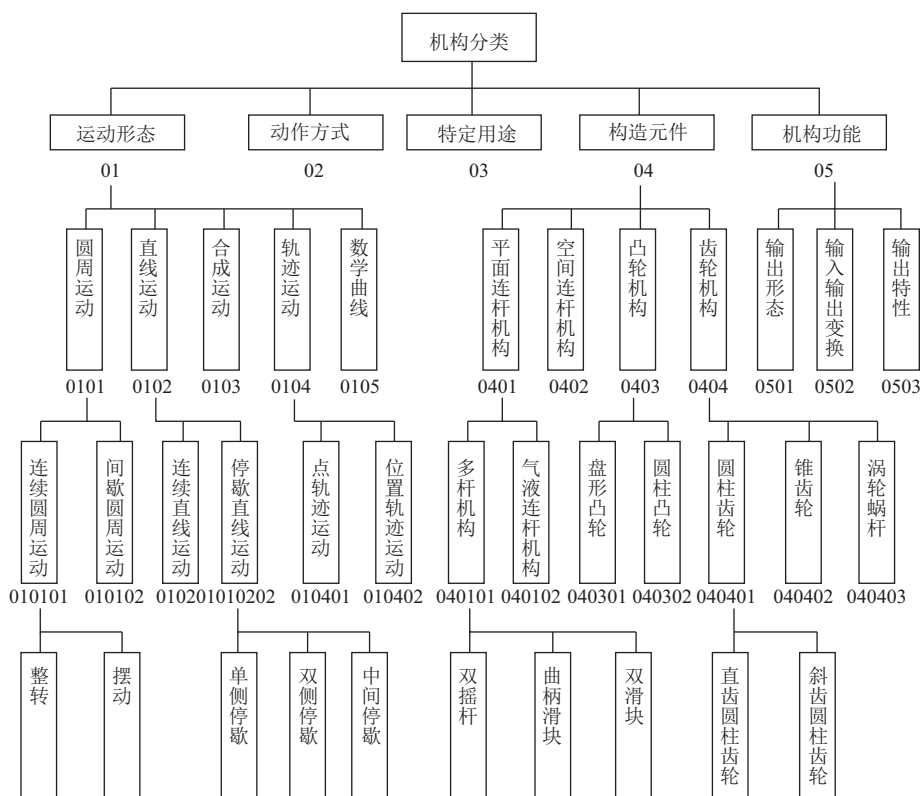 机构分类
运动形态
动作方式
特定用途
构造元件
机构功能
01
02
03
04
05
圆周运动
直线运动
合成运动
轨迹运动
数学曲线
平面连杆机构
空间连杆机构
凸轮机构
齿轮机构
输出形态
输入输出变换
输出特性
0101
0102
0103
0104
0105
0401
0402
0403
0404
0501
0502
0503
连续圆周运动
间歇圆周运动
连续直线运动
停歇直线运动
点轨迹运动
位置轨迹运动
多杆机构
气液连杆机构
盘形凸轮
圆柱凸轮
圆柱齿轮
锥齿轮
涡轮蜗杆
010101
010102
010201
010202
010401
010402
040101
040102
040301
040302
040401
040402
040403
整转
摆动
单侧停歇
双侧停歇
中间停歇
双摇杆
曲柄滑块
双滑块
直齿圆柱齿轮
斜齿圆柱齿轮